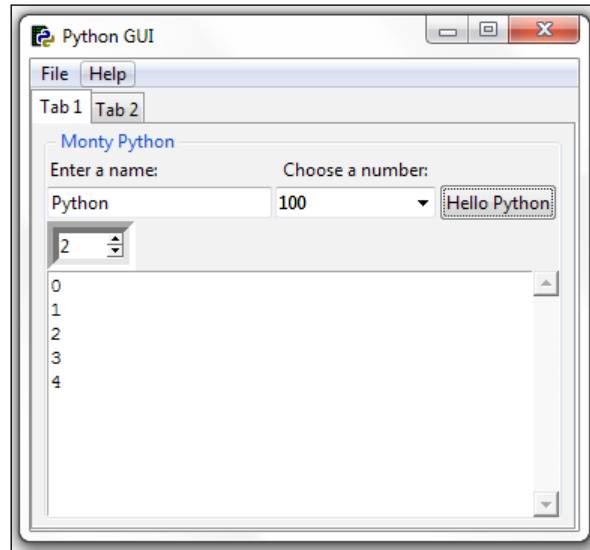 Python GUI
File Help
Tab 1 Tab 2
Monty Python
Enter a name: Choose a number:
Python 100 Hello Python
2
0
1
2
3
4